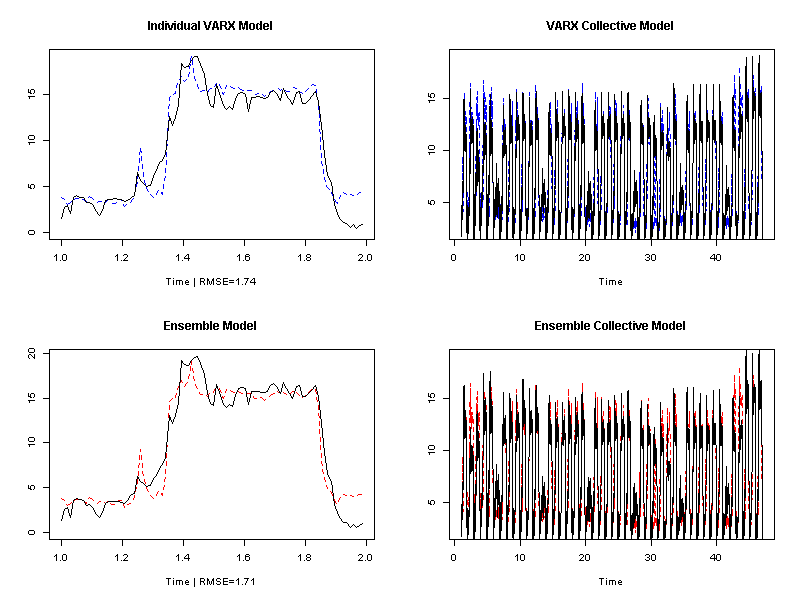 Individual VARX Model
15
10
5
0
1.0 1.2 1.4 1.6 1.8 2.0
Time | RMSE=1.74
VARX Collective Model
15
10
5
0 10 20 30 40
Time
Ensemble Model
20
15
10
5
0
1.0 1.2 1.4 1.6 1.8 2.0
Time | RMSE=1.71
Ensemble Collective Model
15
10
5
0 10 20 30 40
Time